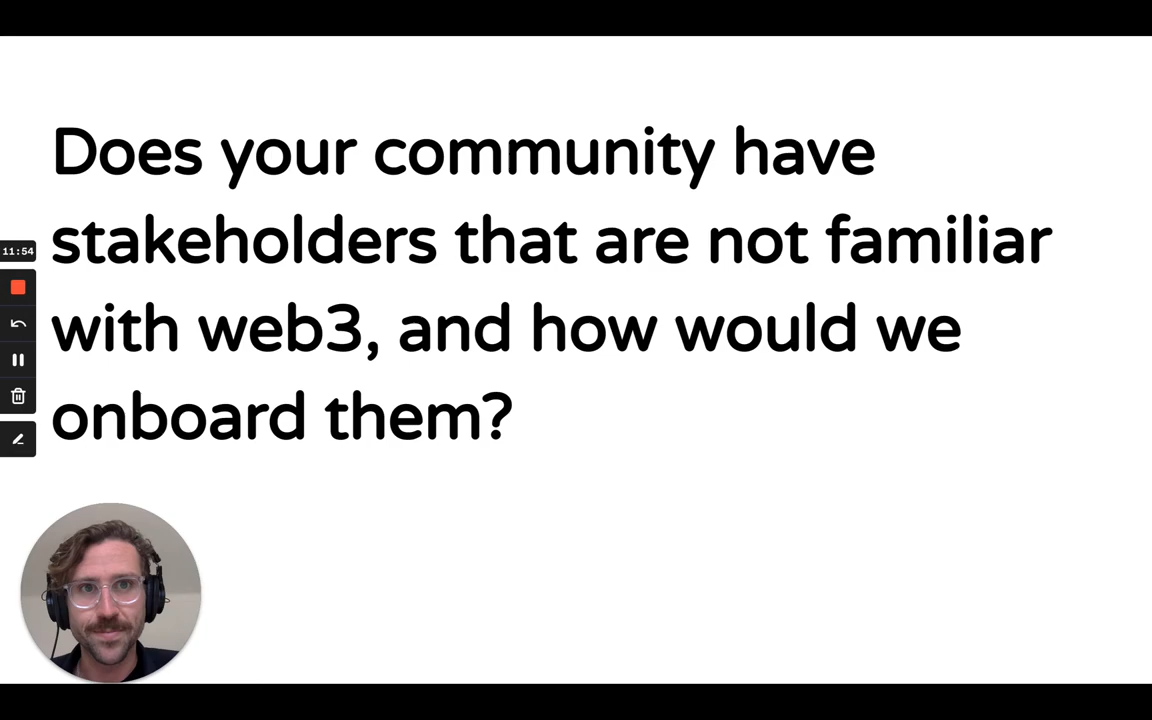 Does your community have
stakeholders that are not familiar
11:54
with web3, and how would we
onboard them?